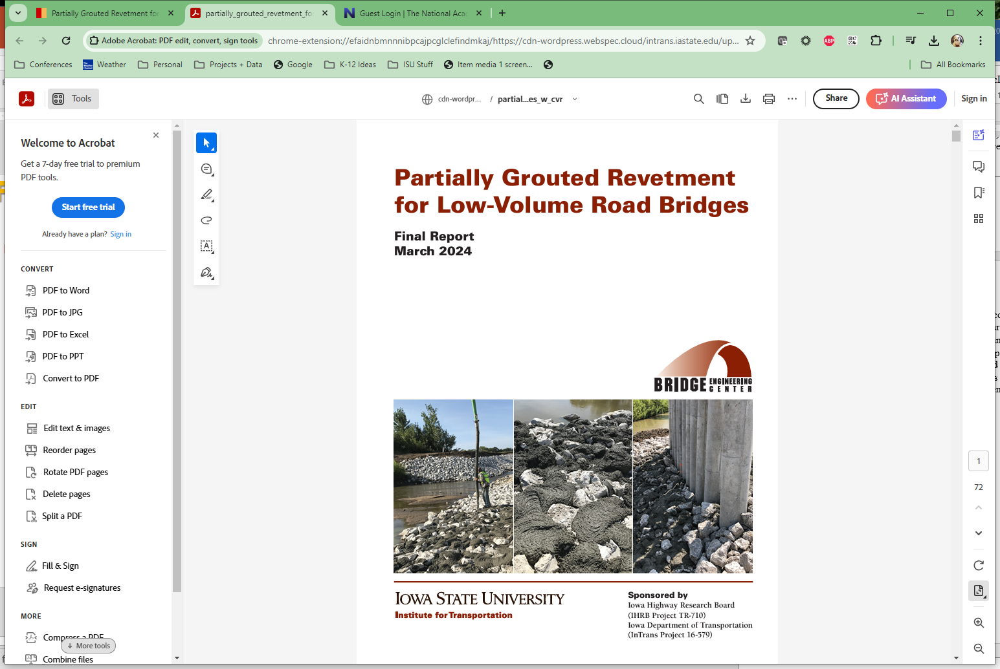 Partially Grouted Revetment for
partially_grouted_revetment_fo
Guest Login | The National Aca
Adobe Acrobat: PDF edit, convert, sign tools
chrome-extension://efaidnbmnnnibpcajpcglclefindmkaj/https://cdn-wordpress.webspec.cloud/intrans.iastate.edu/up...
ABP
Conferences
Weather
Personal
Projects + Data
Google
K-12 Ideas
ISU Stuff
Item media 1 screen...
All Bookmarks
Tools
cdn-wordpr...
/ partial...es_w_cvr
Share
AI Assistant
Sign in
Welcome to Acrobat
Get a 7-day free trial to premium
PDF tools.
Start free trial
Already have a plan? Sign in
CONVERT
PDF to Word
PDF to JPG
PDF to Excel
PDF to PPT
Convert to PDF
EDIT
Edit text & images
Reorder pages
Rotate PDF pages
Delete pages
Split a PDF
SIGN
Fill & Sign
Request e-signatures
MORE
Compress a PDF
More tools
Combine files
Partially Grouted Revetment
for Low-Volume Road Bridges
Final Report
March 2024
BRIDGE ENGINEERING
CENTER
IOWA STATE UNIVERSITY
Institute for Transportation
Sponsored by
Iowa Highway Research Board
(IHRB Project TR-710)
Iowa Department of Transportation
(InTrans Project 16-579)
1
72